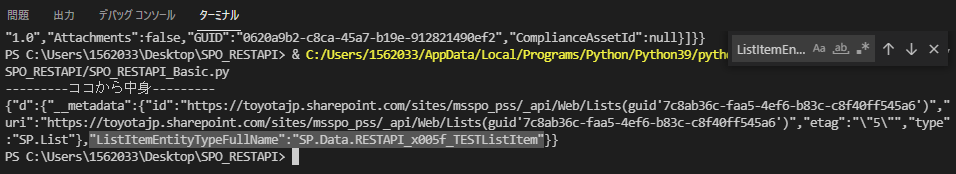 問題 出力 デバッグ コンソール ターミナル
"1.0","Attachments":false,"GUID":"0620a9b2-c8ca-45a7-b19e-912821490ef2","ComplianceAssetId":null}]}}
PS C:\Users\1562033\Desktop\SPO_RESTAPI> & C:/Users/1562033/AppData/Local/Programs/Python/Python39/pytho
ListItemEn... Aa ab .*
SPO_RESTAPI/SPO_RESTAPI_Basic.py
---------ココから中身---------
{"d":{"__metadata":{"id":"https://toyotajp.sharepoint.com/sites/msspo_pss/_api/Web/Lists(guid'7c8ab36c-faa5-4ef6-b83c-c8f40ff545a6')","
uri":"https://toyotajp.sharepoint.com/sites/msspo_pss/_api/Web/Lists(guid'7c8ab36c-faa5-4ef6-b83c-c8f40ff545a6')","etag":"\"5\"","type"
:"SP.List"},"ListItemEntityTypeFullName":"SP.Data.RESTAPI_x005f_TESTListItem"}}
PS C:\Users\1562033\Desktop\SPO_RESTAPI>